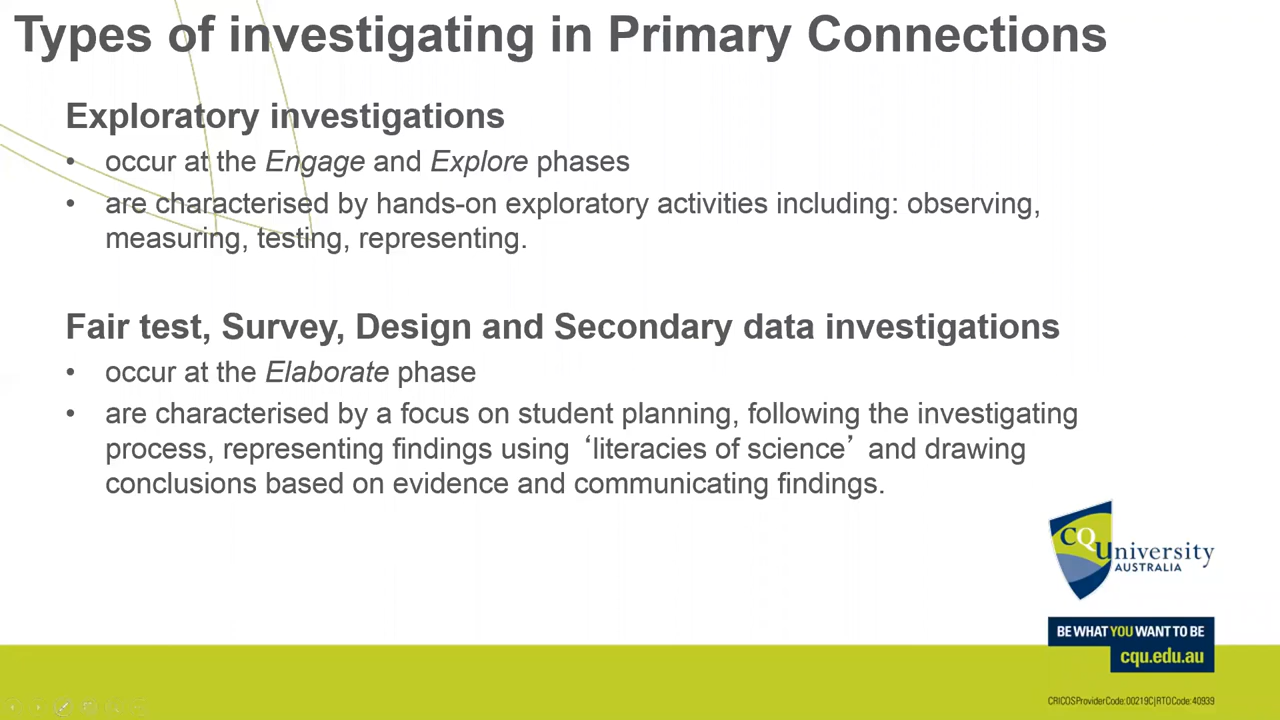 Types of investigating in Primary Connections
Exploratory investigations
• occur at the Engage and Explore phases
• are characterised by hands-on exploratory activities including: observing,
measuring, testing, representing.
Fair test, Survey, Design and Secondary data investigations
• occur at the Elaborate phase
• are characterised by a focus on student planning, following the investigating
process, representing findings using ‘literacies of science’ and drawing
conclusions based on evidence and communicating findings.
CQUniversity
AUSTRALIA
BE WHAT YOU WANT TO BE
cqu.edu.au
CRICOS Provider Code: 00219C | RTO Code: 40939